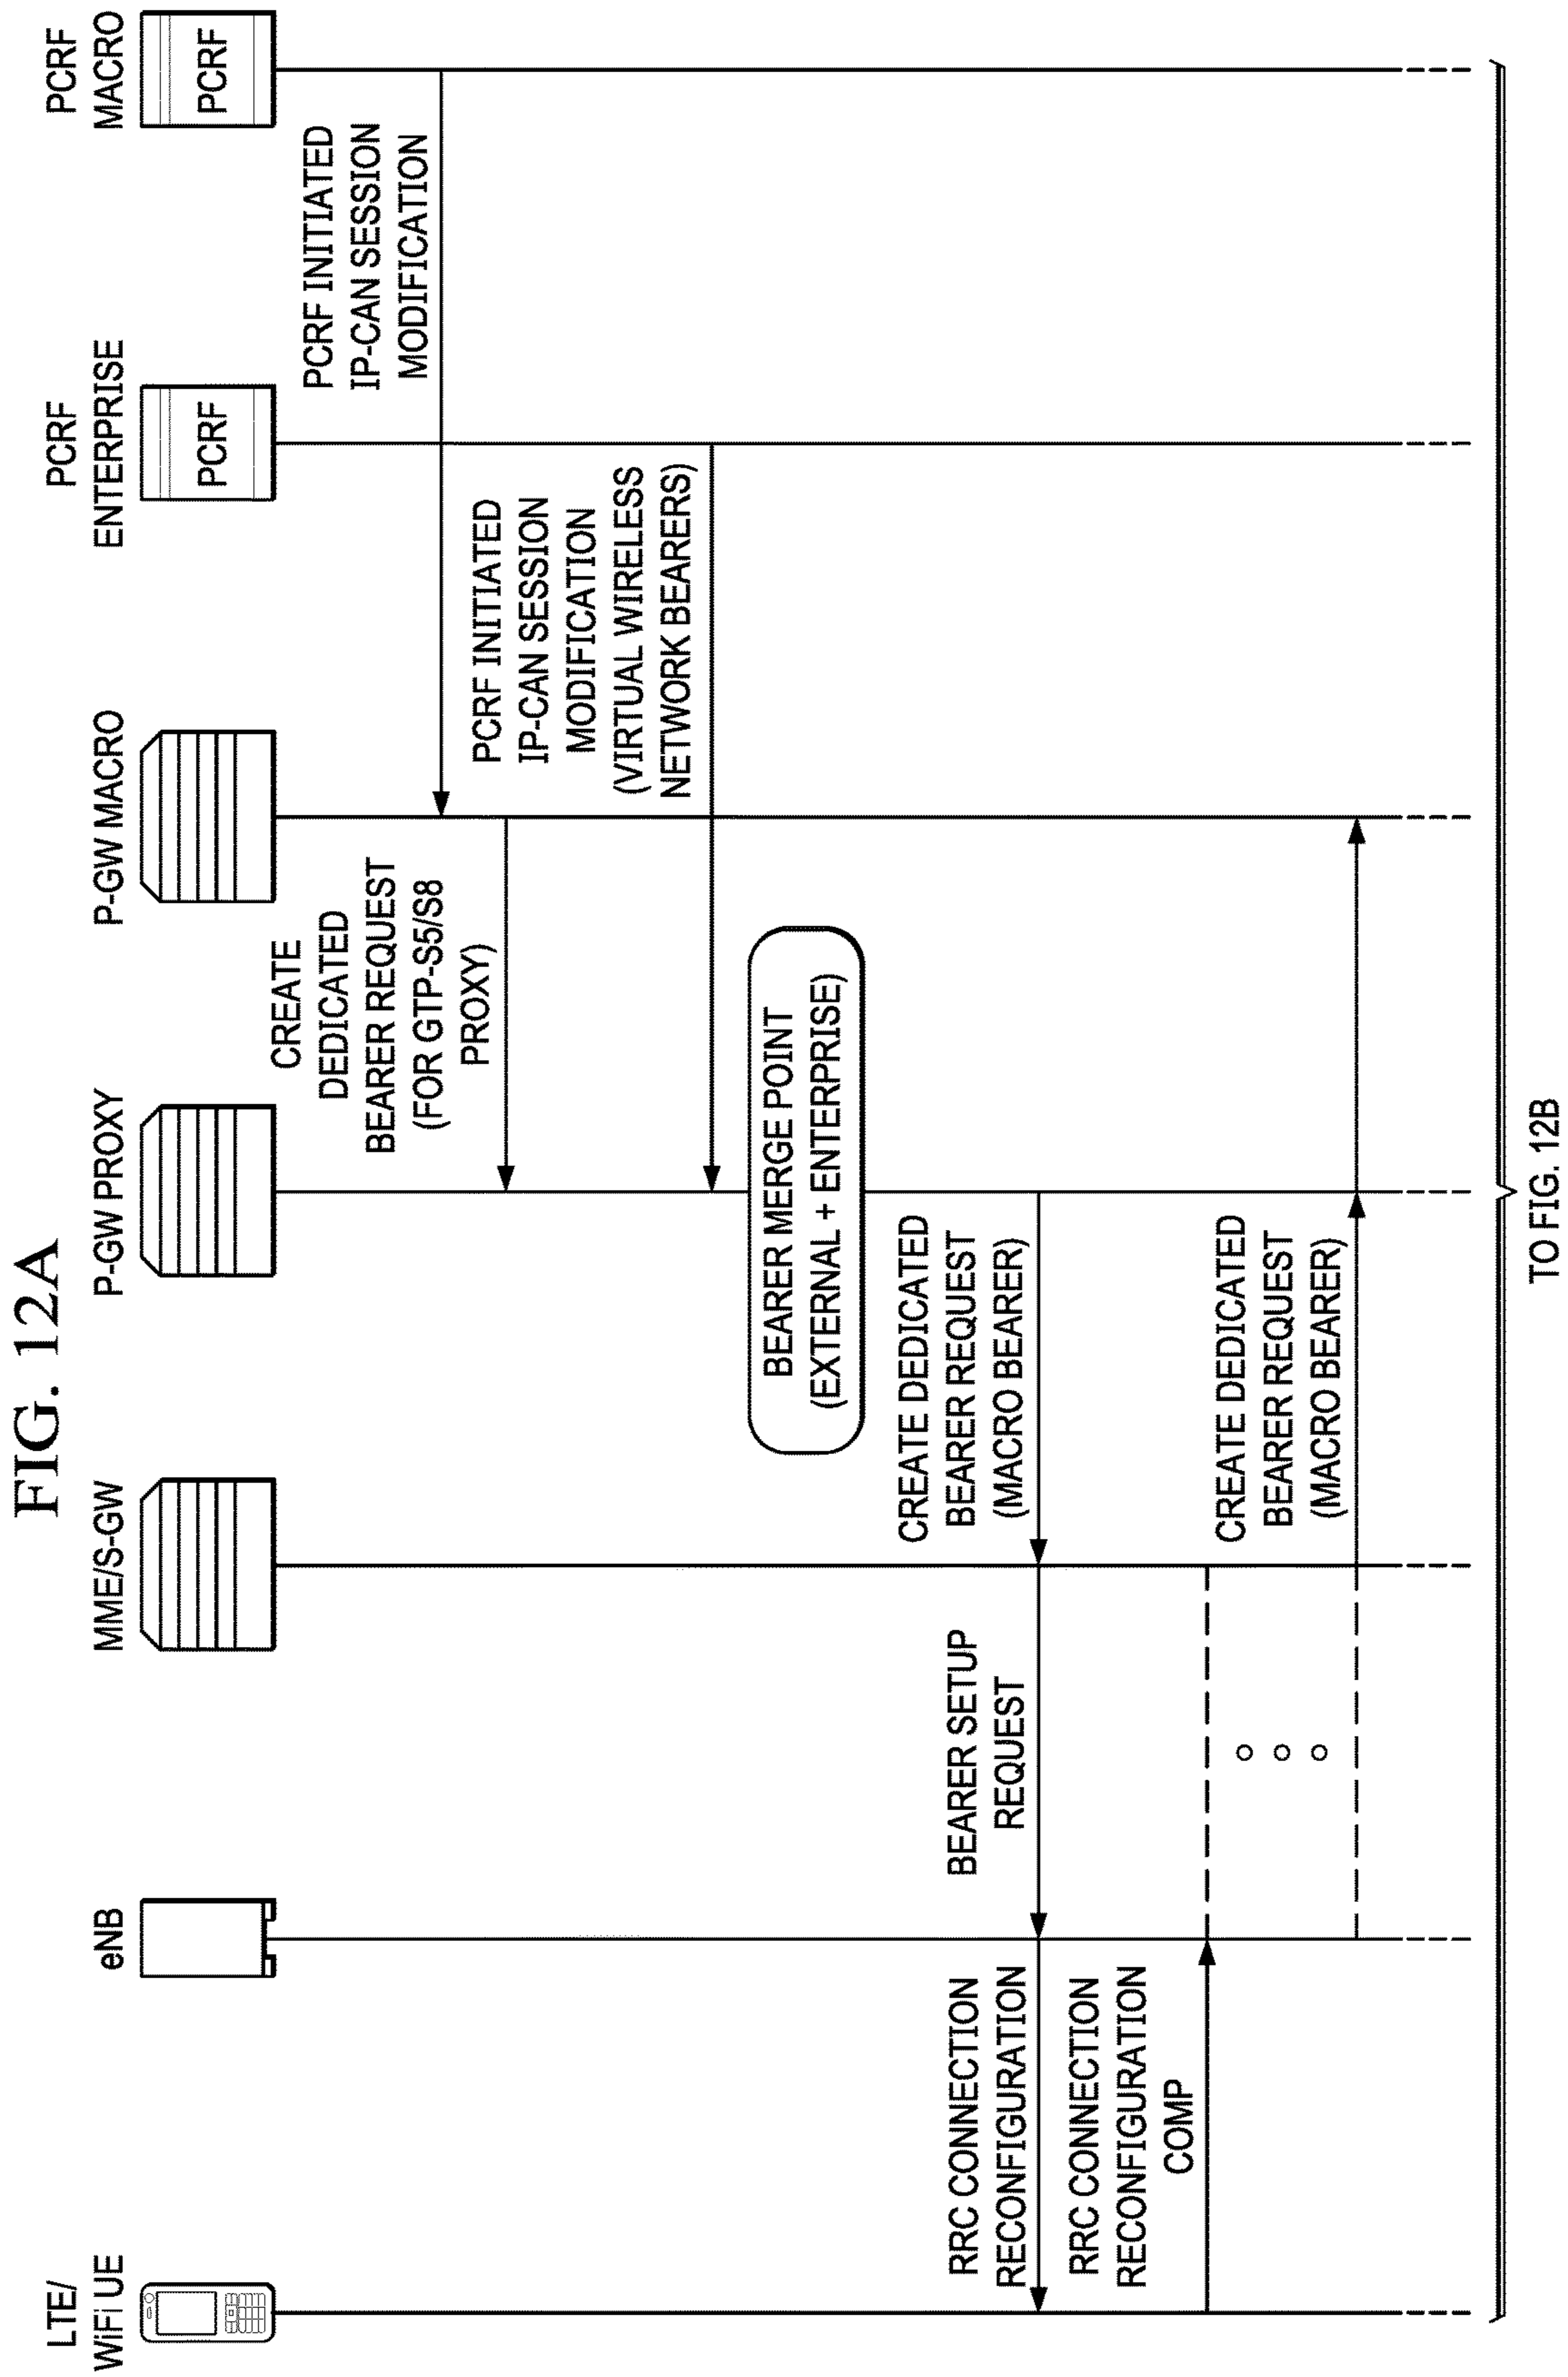 FIG. 12A
LTE/
WiFi UE
eNB
MME/S-GW
P-GW PROXY
P-GW MACRO
PCRF
ENTERPRISE
PCRF
PCRF
MACRO
PCRF
PCRF INITIATED
IP-CAN SESSION
MODIFICATION
CREATE
DEDICATED
BEARER REQUEST
(FOR GTP-S5/S8
PROXY)
PCRF INITIATED
IP-CAN SESSION
MODIFICATION
(VIRTUAL WIRELESS
NETWORK BEARERS)
BEARER MERGE POINT
(EXTERNAL + ENTERPRISE)
CREATE DEDICATED
BEARER REQUEST
(MACRO BEARER)
BEARER SETUP
REQUEST
RRC CONNECTION
RECONFIGURATION
RRC CONNECTION
RECONFIGURATION
COMP
CREATE DEDICATED
BEARER REQUEST
(MACRO BEARER)
TO FIG. 12B